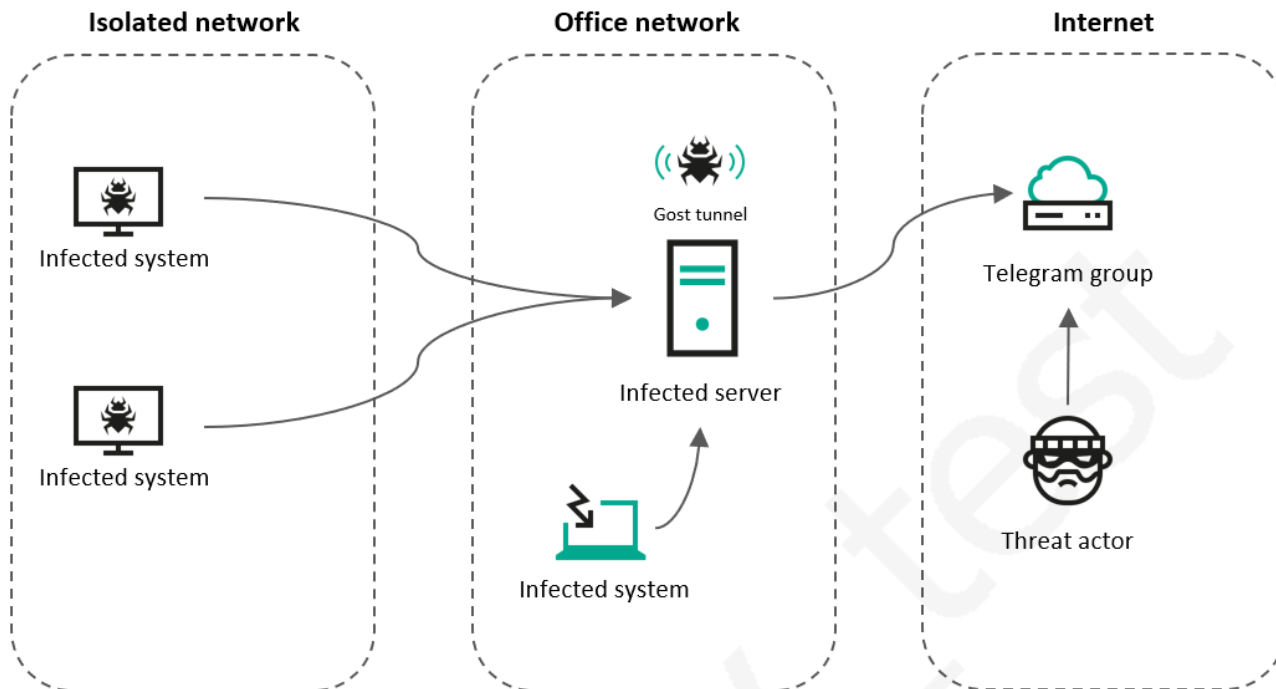 Isolated network
Office network
Internet
Gost tunnel
Infected system
Telegram group
Infected server
Infected system
Threat actor
Infected system
test